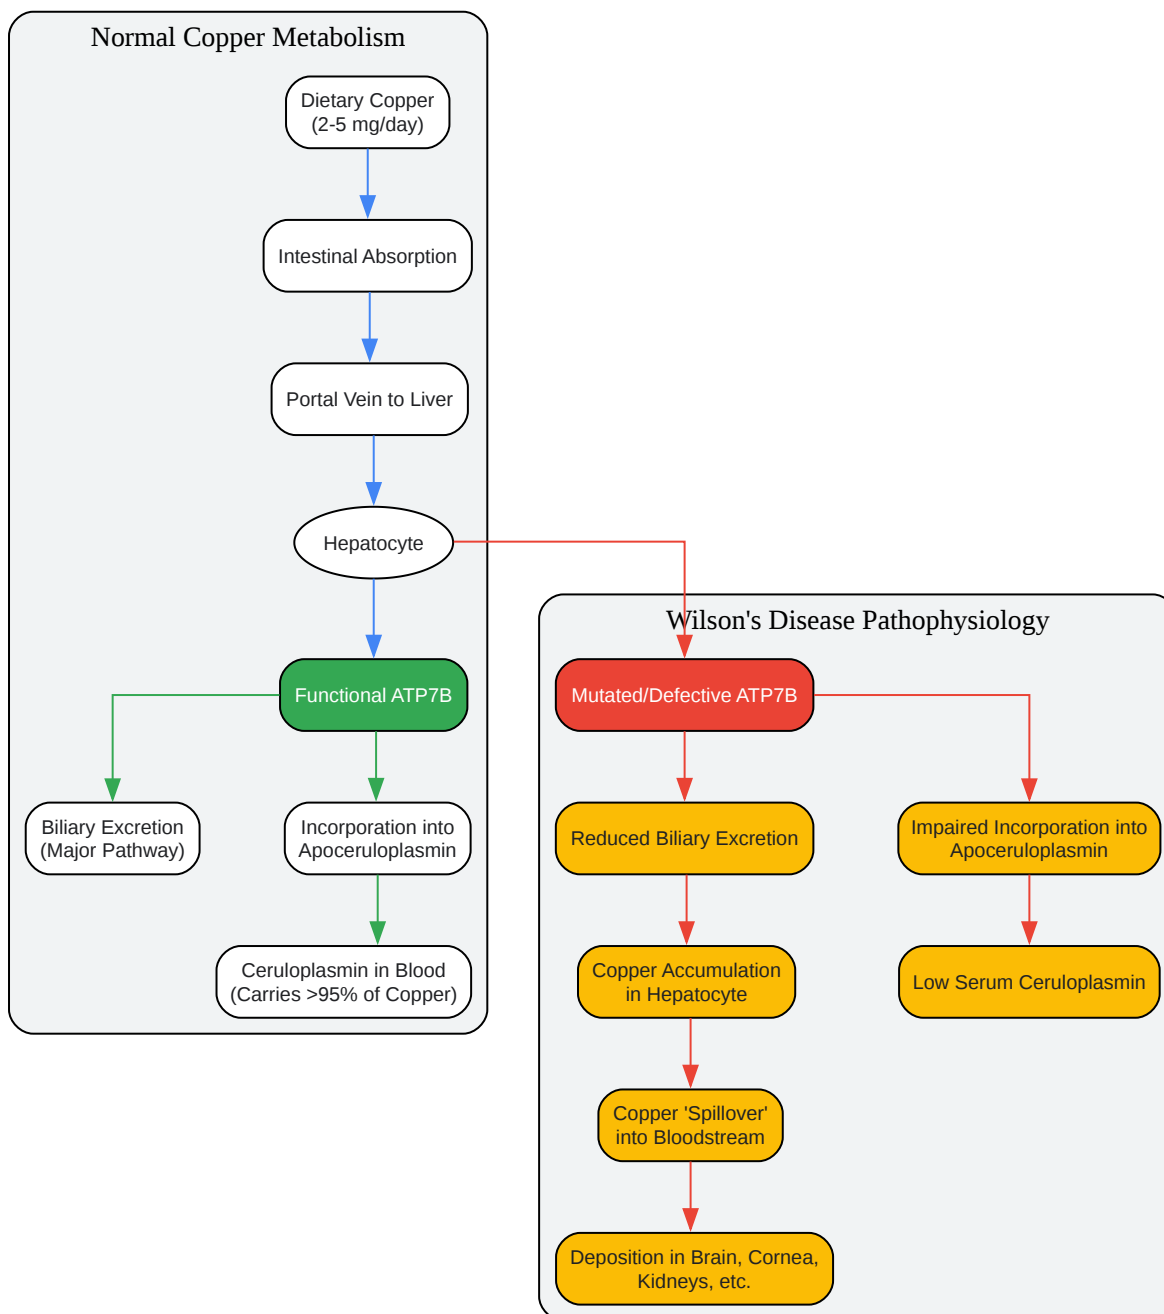 Normal Copper Metabolism
Dietary Copper
(2-5 mg/day)
Intestinal Absorption
Portal Vein to Liver
Hepatocyte
Functional ATP7B
Biliary Excretion
(Major Pathway)
Incorporation into
Apoceruloplasmin
Ceruloplasmin in Blood
(Carries >95% of Copper)
Wilson's Disease Pathophysiology
Mutated/Defective ATP7B
Reduced Biliary Excretion
Impaired Incorporation into
Apoceruloplasmin
Copper Accumulation
in Hepatocyte
Low Serum Ceruloplasmin
Copper 'Spillover'
into Bloodstream
Deposition in Brain, Cornea,
Kidneys, etc.